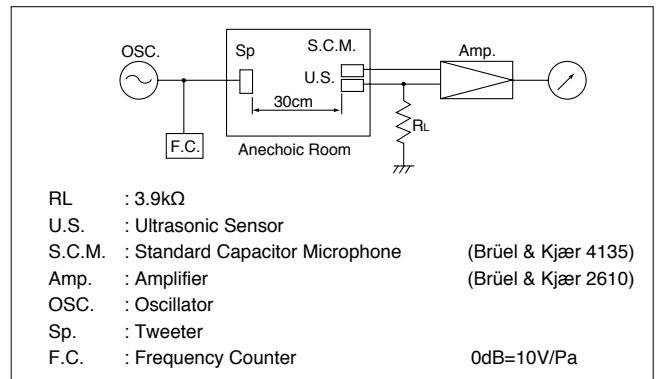 OSC.
Sp
S.C.M.
Amp.
U.S.
30cm
RL
F.C.
Anechoic Room
RL : 3.9kΩ
U.S. : Ultrasonic Sensor
S.C.M. : Standard Capacitor Microphone (Brüel & Kjær 4135)
Amp. : Amplifier (Brüel & Kjær 2610)
OSC. : Oscillator
Sp. : Tweeter
F.C. : Frequency Counter 0dB=10V/Pa